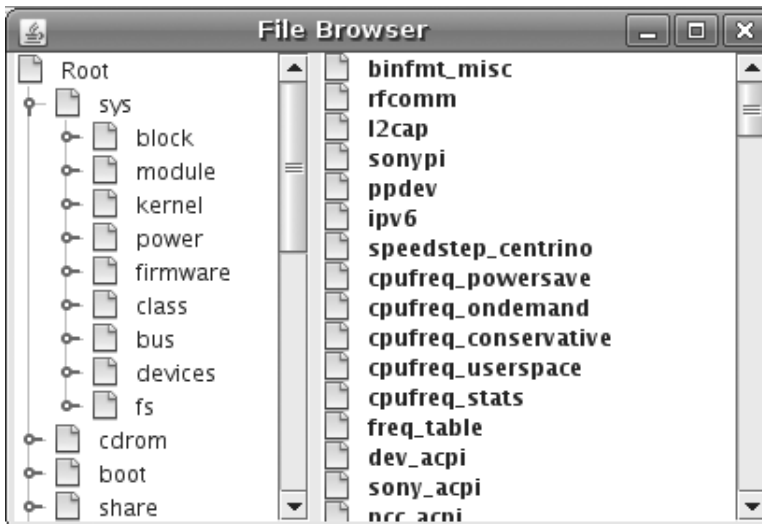 File Browser
Root
sys
block
module
kernel
power
firmware
class
bus
devices
fs
cdrom
boot
share
binfmt_misc
rfcomm
l2cap
sonypi
ppdev
ipv6
speedstep_centrino
cpufreq_powersave
cpufreq_ondemand
cpufreq_conservative
cpufreq_userspace
cpufreq_stats
freq_table
dev_acpi
sony_acpi
pcc_acpi